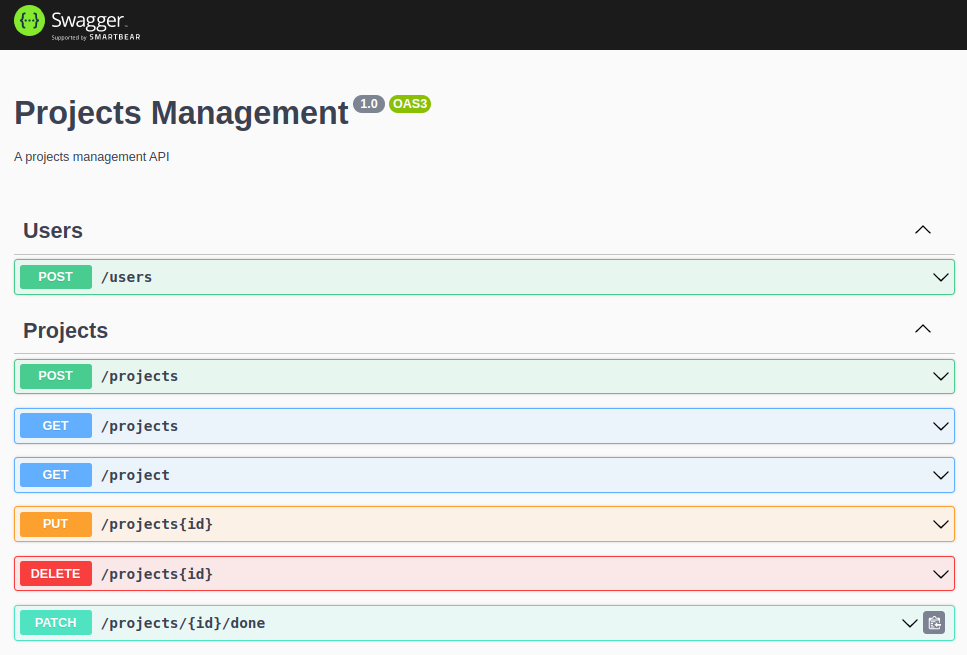 {···} Swagger
Supported by SMARTBEAR
Projects Management 1.0 OAS3
A projects management API
Users
POST /users
Projects
POST /projects
GET /projects
GET /project
PUT /projects{id}
DELETE /projects{id}
PATCH /projects/{id}/done